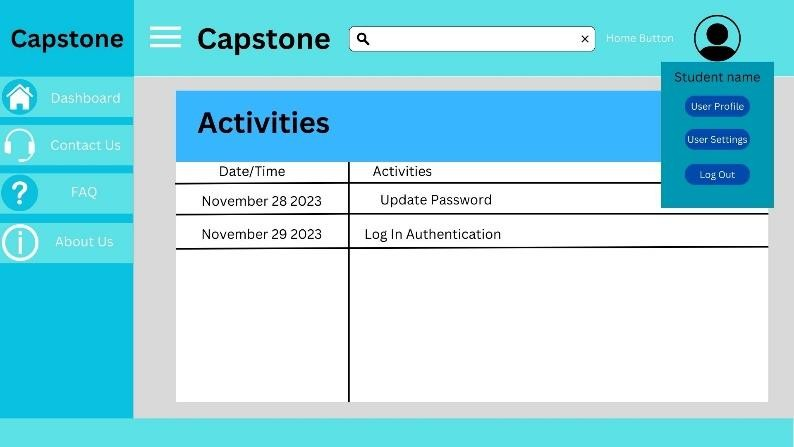 Capstone
Capstone
Home Button
Student name
User Profile
User Settings
Log Out
Dashboard
Contact Us
FAQ
About Us
Activities
Date/Time Activities
November 28 2023 Update Password
November 29 2023 Log In Authentication